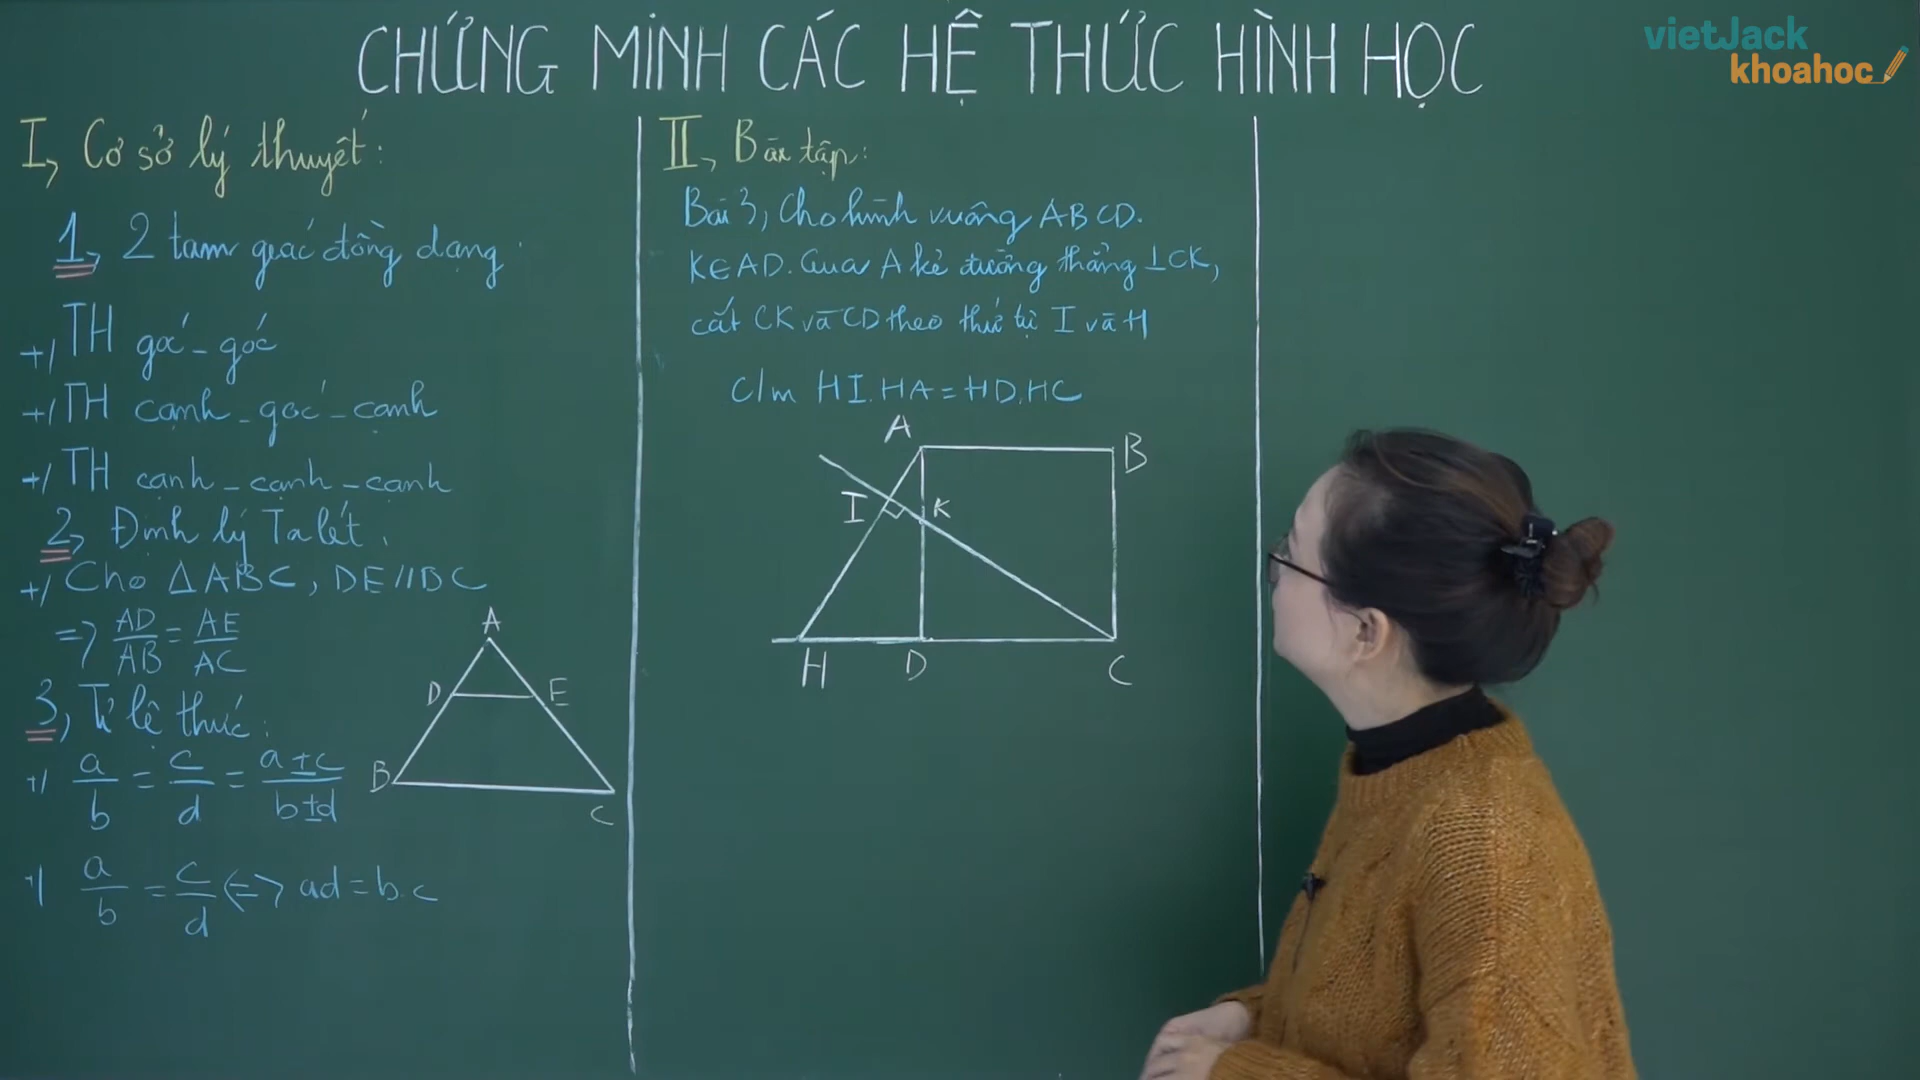 CHỨNG MINH CÁC HỆ THỨC HÌNH HỌC
vietJack
khoahoc
I, Cơ sở lý thuyết:
1, 2 tam giác đồng dạng:
+/ TH góc - góc
+/ TH cạnh - góc - cạnh
+/ TH cạnh - cạnh - cạnh
2, Định lý Ta lét.
+/ Cho ΔABC, DE//BC
=> AD/AB = AE/AC
A
D E
B C
3, Tỉ lệ thức:
+/ a/b = c/d = a±c/b±d
+/ a/b = c/d <=> ad = b.c
II, Bài tập:
Bài 3, Cho hình vuông ABCD.
K∈AD. Qua A kẻ đường thẳng ⊥CK,
cắt CK và CD theo thứ tự I và H
C/m HI.HA = HD.HC
A B
I K
H D C